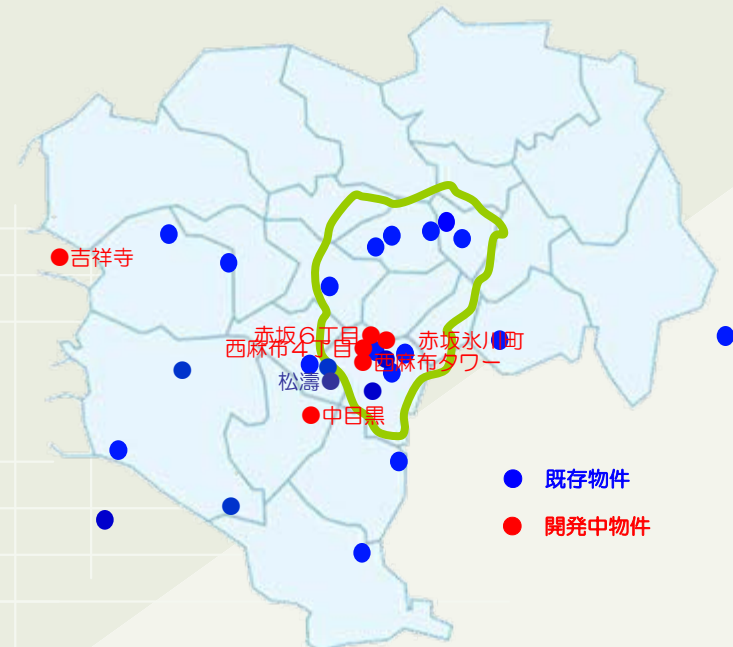 吉祥寺
赤坂6丁目
赤坂氷川町
西麻布4丁目
西麻布タワー
松濤
中目黒
既存物件
開発中物件